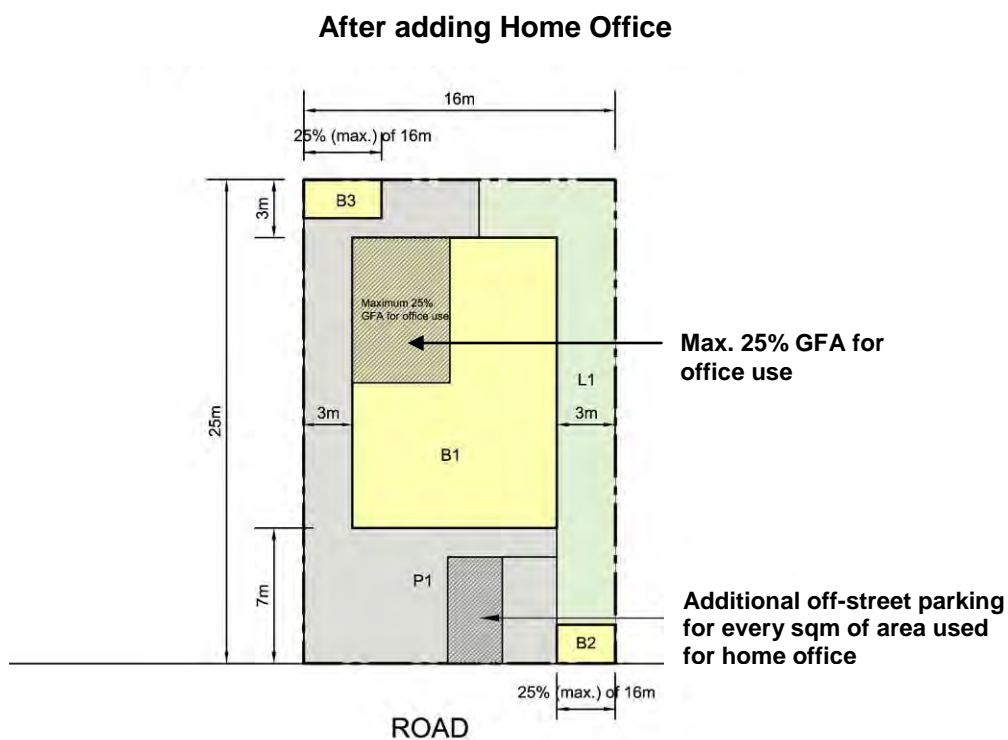 After adding Home Office
16m
25% (max.) of 16m
3m
B3
Maximum 25%
GFA for office use
Max. 25% GFA for
office use
L1
25m
3m
3m
B1
7m
P1
Additional off-street parking
for every sqm of area used
for home office
B2
25% (max.) of 16m
ROAD